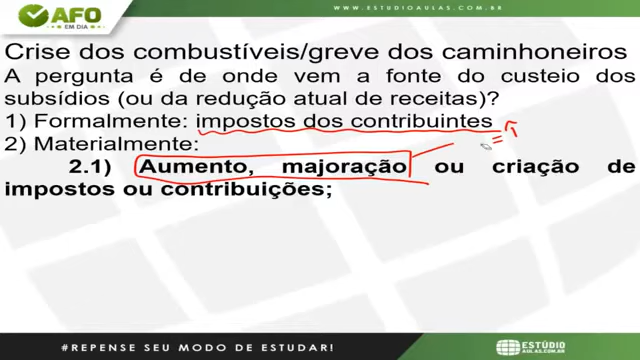 AFO
EM DIA
WWW.ESTUDIOAULAS.COM.BR
Crise dos combustíveis/greve dos caminhoneiros
A pergunta é de onde vem a fonte do custeio dos
subsídios (ou da redução atual de receitas)?
1) Formalmente: impostos dos contribuintes
2) Materialmente:
2.1) Aumento, majoração ou criação de
impostos ou contribuições;
#REPENSE SEU MODO DE ESTUDAR!
ESTÚDIO
AULAS.COM.BR